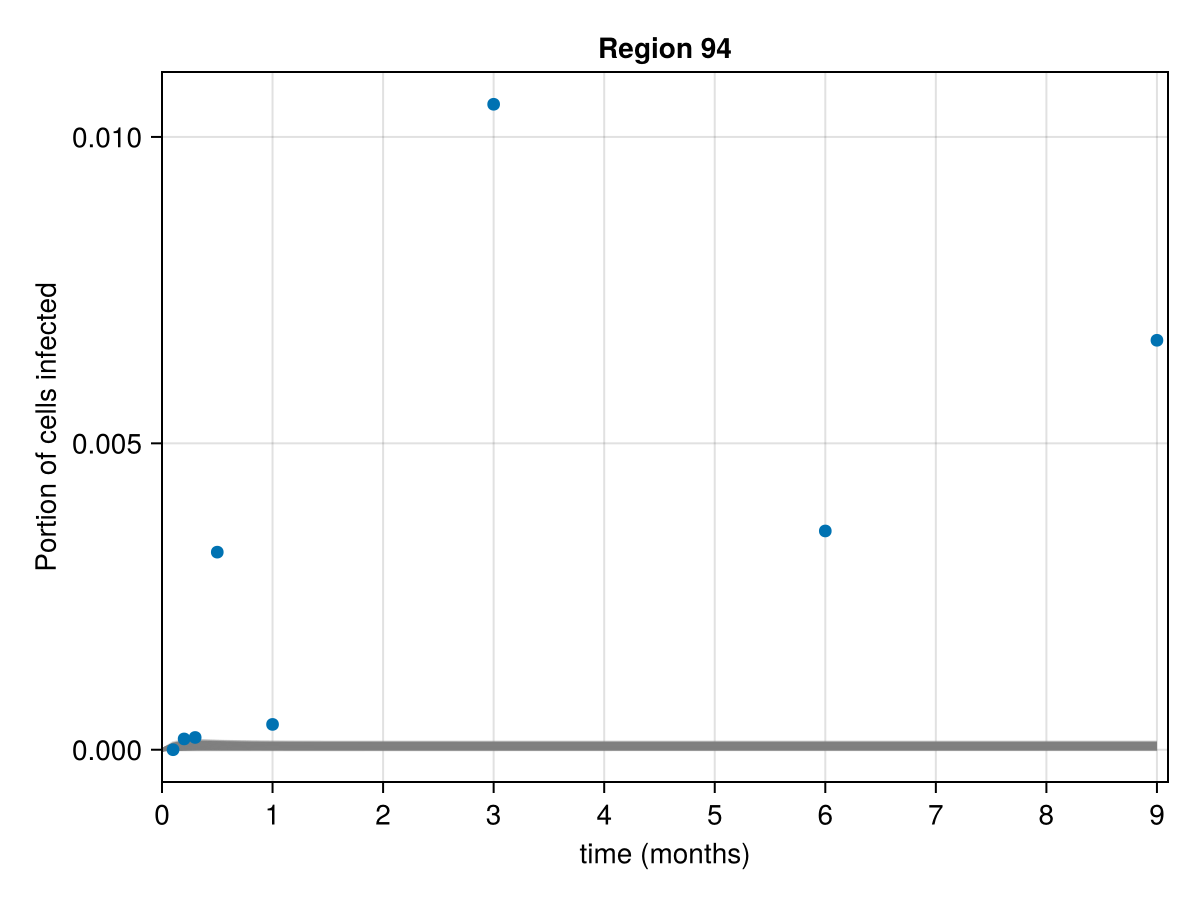 Region 94
Portion of cells infected
0.010
0.005
0.000
0 1 2 3 4 5 6 7 8 9
time (months)